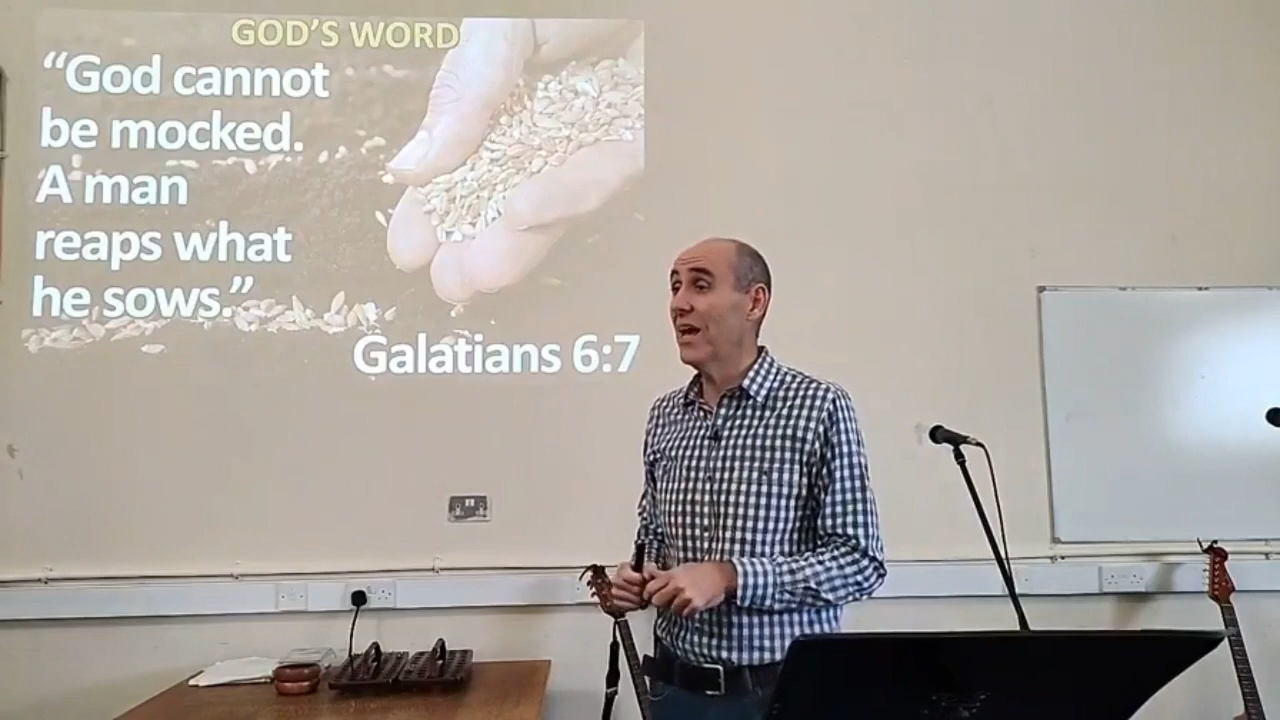 GOD’S WORD
“God cannot
be mocked.
A man
reaps what
he sows.”
Galatians 6:7